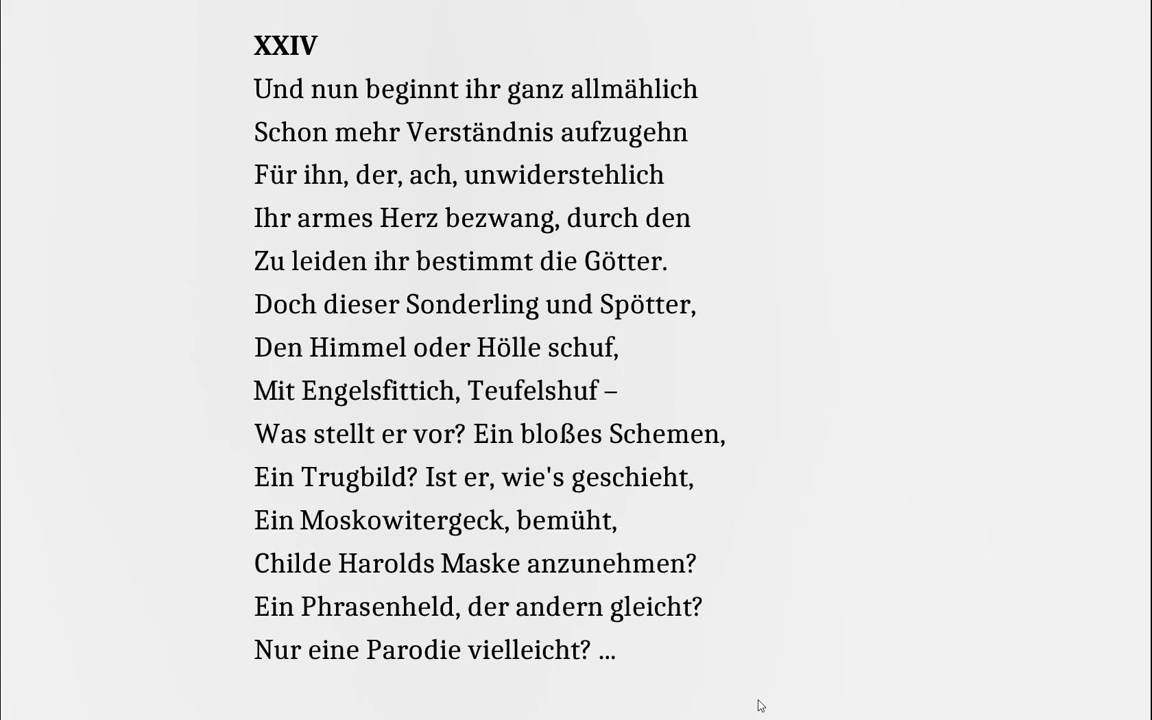 XXIV
Und nun beginnt ihr ganz allmählich
Schon mehr Verständnis aufzugehn
Für ihn, der, ach, unwiderstehlich
Ihr armes Herz bezwang, durch den
Zu leiden ihr bestimmt die Götter.
Doch dieser Sonderling und Spötter,
Den Himmel oder Hölle schuf,
Mit Engelsfittich, Teufelshuf –
Was stellt er vor? Ein bloßes Schemen,
Ein Trugbild? Ist er, wie's geschieht,
Ein Moskowitergeck, bemüht,
Childe Harolds Maske anzunehmen?
Ein Phrasenheld, der andern gleicht?
Nur eine Parodie vielleicht? ...